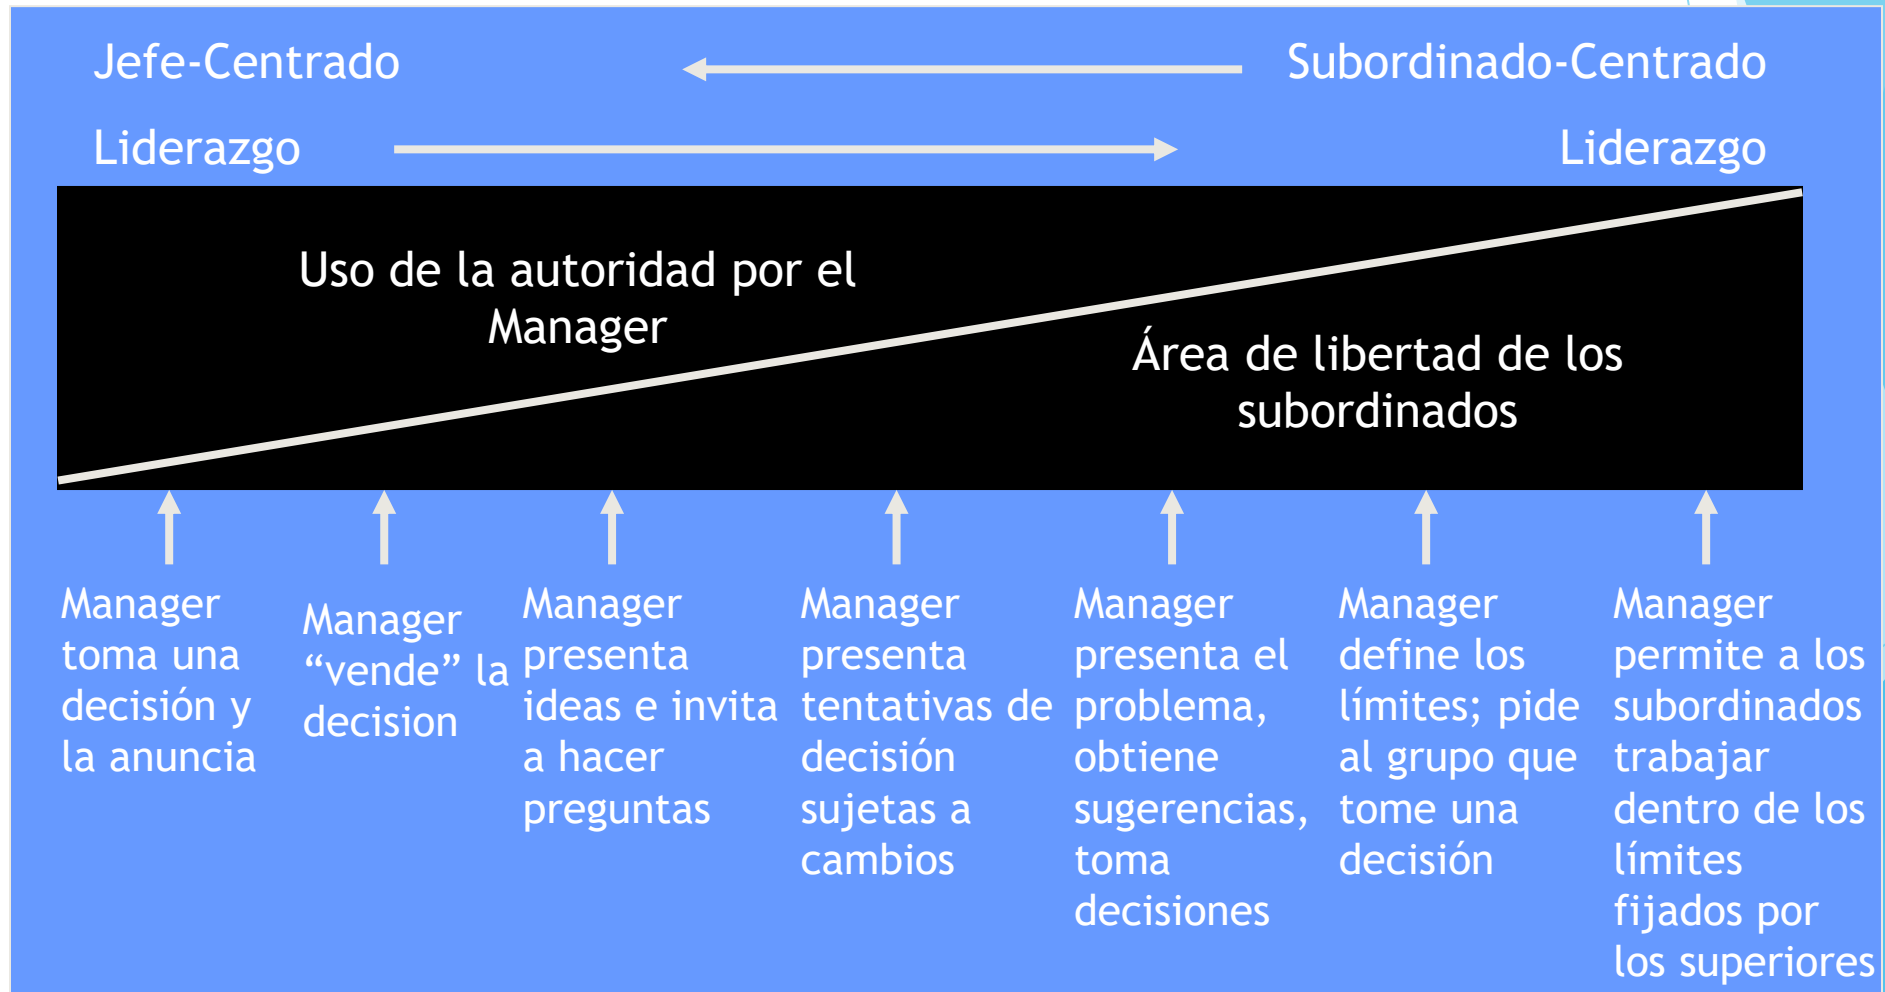 Jefe-Centrado
Subordinado-Centrado
Liderazgo
Liderazgo
Uso de la autoridad por el
Manager
Área de libertad de los
subordinados
Manager
toma una
decisión y
la anuncia
Manager
“vende” la
decision
Manager
presenta
ideas e invita
a hacer
preguntas
Manager
presenta
tentativas de
decisión
sujetas a
cambios
Manager
presenta el
problema,
obtiene
sugerencias,
toma
decisiones
Manager
define los
límites; pide
al grupo que
tome una
decisión
Manager
permite a los
subordinados
trabajar
dentro de los
límites
fijados por
los superiores